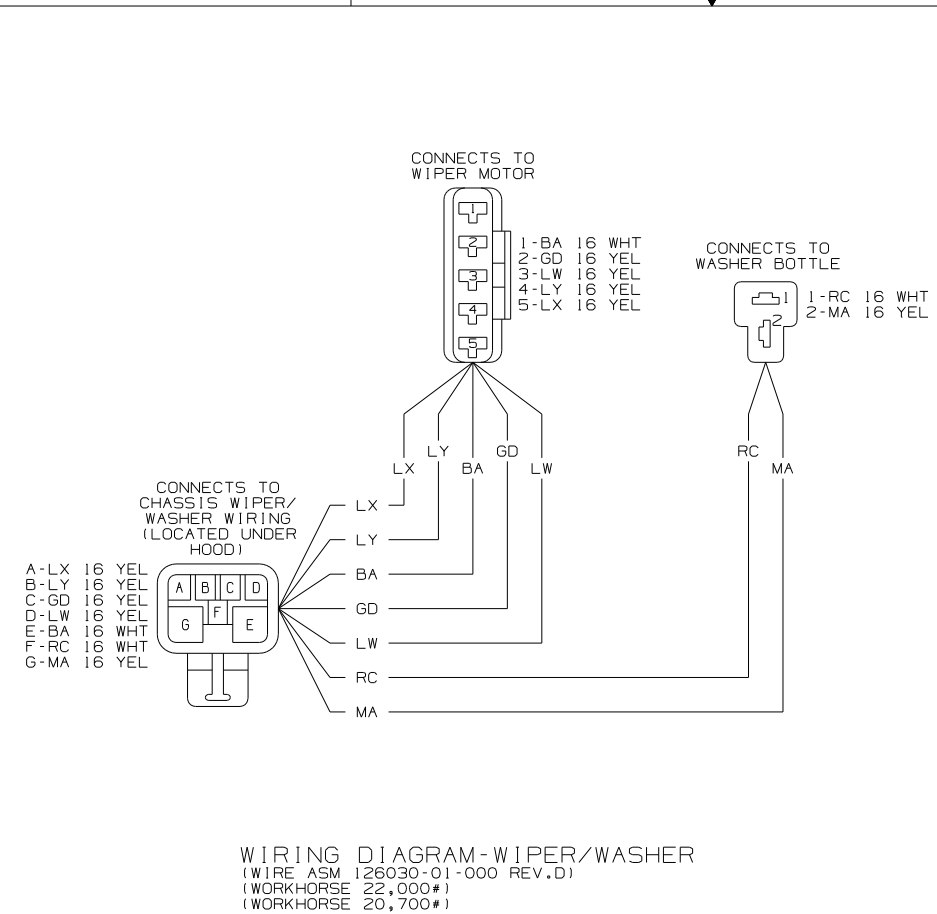 CONNECTS TO
WIPER MOTOR
1
2
3
4
5
1-BA 16 WHT
2-GD 16 YEL
3-LW 16 YEL
4-LY 16 YEL
5-LX 16 YEL
CONNECTS TO
WASHER BOTTLE
1
2
1-RC 16 WHT
2-MA 16 YEL
LX
LY
BA
GD
LW
RC
MA
CONNECTS TO
CHASSIS WIPER/
WASHER WIRING
(LOCATED UNDER
HOOD)
A-LX 16 YEL
B-LY 16 YEL
C-GD 16 YEL
D-LW 16 YEL
E-BA 16 WHT
F-RC 16 WHT
G-MA 16 YEL
A B C D
F
G E
LX
LY
BA
GD
LW
RC
MA
WIRING DIAGRAM-WIPER/WASHER
(WIRE ASM 126030-01-000 REV.D)
(WORKHORSE 22,000#)
(WORKHORSE 20,700#)